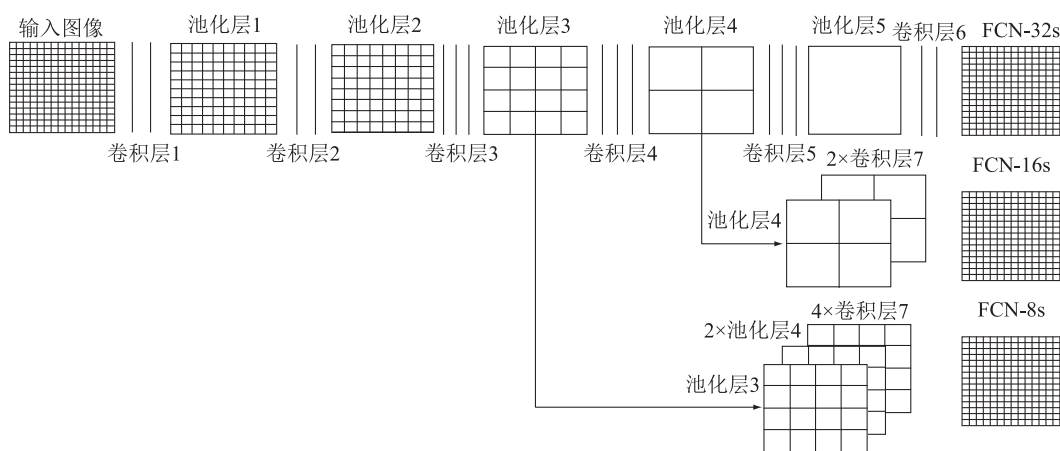 输入图像
池化层1
池化层2
池化层3
池化层4
池化层5
卷积层6
FCN-32s
卷积层1
卷积层2
卷积层3
卷积层4
卷积层5
2×卷积层7
FCN-16s
池化层4
4×卷积层7
FCN-8s
2×池化层4
池化层3